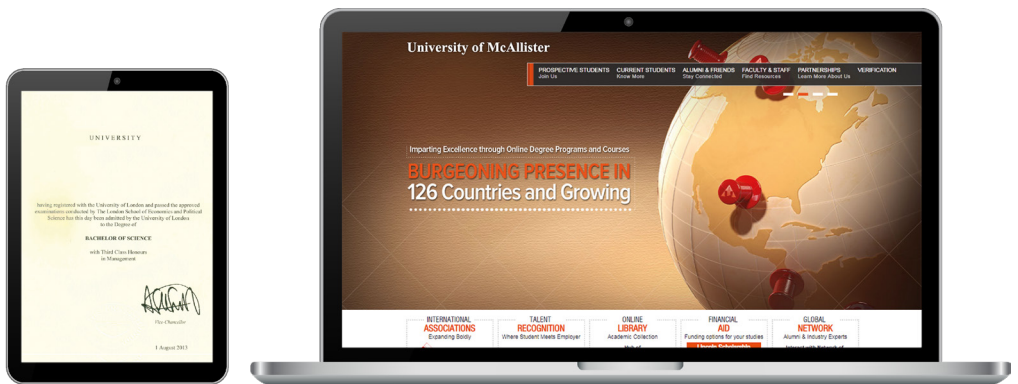 UNIVERSITY
having registered with the University of London and passed the approval
examinations conducted by The London School of Economics and Political
Science has this day been admitted by the University of London
to the Degree of
BACHELOR OF SCIENCE
with Third Class Honours
in Management
Vice-Chancellor
1 August 2013
University of McAllister
PROSPECTIVE STUDENTS CURRENT STUDENTS ALUMNI & FRIENDS FACULTY & STAFF PARTNERSHIPS VERIFICATION
Join Us Know More Stay Connected Find Resources Learn More About Us
Imparting Excellence through Online Degree Programs and Courses
BURGEONING PRESENCE IN
126 Countries and Growing
INTERNATIONAL TALENT ONLINE FINANCIAL GLOBAL
ASSOCIATIONS RECOGNITION LIBRARY AID NETWORK
Expanding Boldly Where Student Meets Employer Academic Collection Funding options for your studies Alumni & Industry Experts